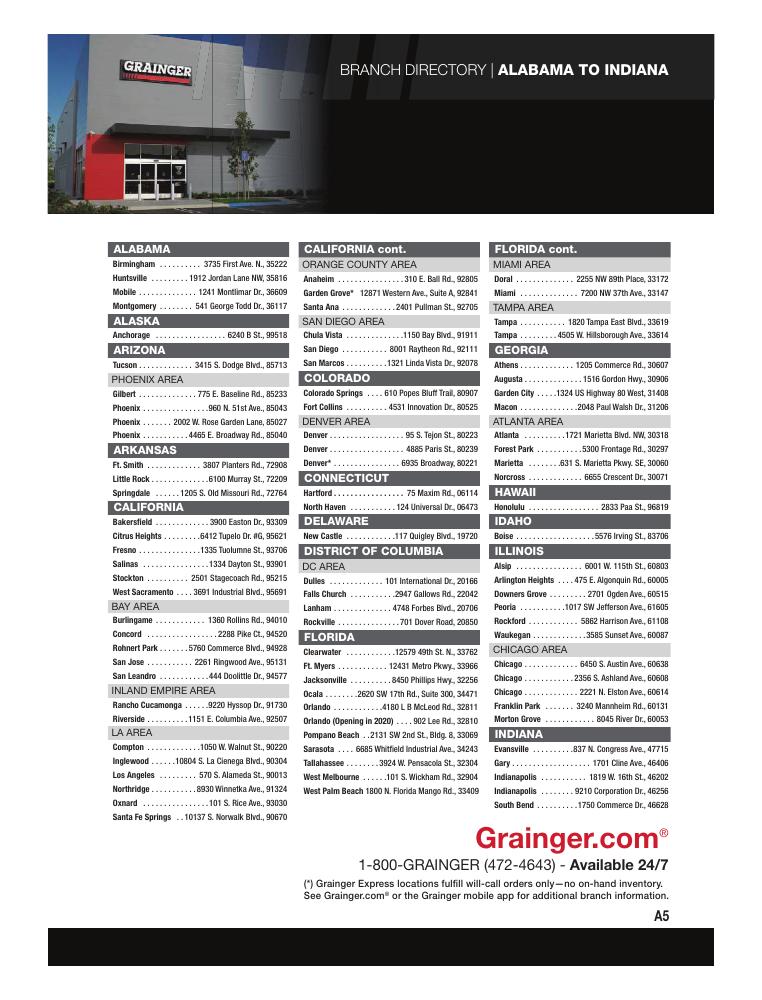 GRAINGER
BRANCH DIRECTORY | ALABAMA TO INDIANA
ALABAMA
Birmingham .......... 3735 First Ave. N., 35222
Huntsville ......... 1912 Jordan Lane NW, 35816
Mobile ............. 1241 Montlimar Dr., 36609
Montgomery ........ 541 George Todd Dr., 36117
ALASKA
Anchorage ................. 6240 B St., 99518
ARIZONA
Tucson ............. 3415 S. Dodge Blvd., 85713
PHOENIX AREA
Gilbert ............ 775 E. Baseline Rd., 85233
Phoenix ................ 960 N. 51st Ave., 85043
Phoenix ....... 2002 W. Rose Garden Lane, 85027
Phoenix ........... 4465 E. Broadway Rd., 85040
ARKANSAS
Ft. Smith ........... 3807 Planters Rd., 72908
Little Rock ............. 6100 Murray St., 72209
Springdale ...... 1205 S. Old Missouri Rd., 72764
CALIFORNIA
Bakersfield ............ 3900 Easton Dr., 93309
Citrus Heights ......... 6412 Tupelo Dr. #G, 95621
Fresno ............... 1335 Tuolumne St., 93706
Salinas ................ 1334 Dayton St., 93901
Stockton ........ 2501 Stagecoach Rd., 95215
West Sacramento .... 3691 Industrial Blvd., 95691
BAY AREA
Burlingame .......... 1360 Rollins Rd., 94010
Concord ............... 2288 Pike Ct., 94520
Rohnert Park ....... 5760 Commerce Blvd., 94928
San Jose ......... 2261 Ringwood Ave., 95131
San Leandro ........... 444 Doolittle Dr., 94577
INLAND EMPIRE AREA
Rancho Cucamonga ...... 9220 Hyssop Dr., 91730
Riverside .......... 1151 E. Columbia Ave., 92507
LA AREA
Compton ............. 1050 W. Walnut St., 90220
Inglewood ...... 10804 S. La Cienega Blvd., 90304
Los Angeles ......... 570 S. Alameda St., 90013
Northridge .......... 8930 Winnetka Ave., 91324
Oxnard ................ 101 S. Rice Ave., 93030
Santa Fe Springs .. 10137 S. Norwalk Blvd., 90670
CALIFORNIA cont.
ORANGE COUNTY AREA
Anaheim ............... 310 E. Ball Rd., 92805
Garden Grove* 12871 Western Ave., Suite A, 92841
Santa Ana ............ 2401 Pullman St., 92705
SAN DIEGO AREA
Chula Vista ............. 1150 Bay Blvd., 91911
San Diego ........... 8001 Raytheon Rd., 92111
San Marcos .......... 1321 Linda Vista Dr., 92078
COLORADO
Colorado Springs .... 610 Popes Bluff Trail, 80907
Fort Collins .......... 4531 Innovation Dr., 80525
DENVER AREA
Denver ................ 95 S. Tejon St., 80223
Denver ................ 4885 Paris St., 80239
Denver* .............. 6935 Broadway, 80221
CONNECTICUT
Hartford ................ 75 Maxim Rd., 06114
North Haven .......... 124 Universal Dr., 06473
DELAWARE
New Castle ........... 117 Quigley Blvd., 19720
DISTRICT OF COLUMBIA
DC AREA
Dulles ............ 101 International Dr., 20166
Falls Church .......... 2947 Gallows Rd., 22042
Lanham ............. 4748 Forbes Blvd., 20706
Rockville ............... 701 Dover Road, 20850
FLORIDA
Clearwater ............ 12579 49th St. N., 33762
Ft. Myers ........... 12431 Metro Pkwy., 33966
Jacksonville .......... 8450 Phillips Hwy., 32256
Ocala ........ 2620 SW 17th Rd., Suite 300, 34471
Orlando ........... 4180 L B McLeod Rd., 32811
Orlando (Opening in 2020) .... 902 Lee Rd., 32810
Pompano Beach .. 2131 SW 2nd St., Bldg. 8, 33069
Sarasota .... 6685 Whitfield Industrial Ave., 34243
Tallahassee ........ 3924 W. Pensacola St., 32304
West Melbourne ...... 101 S. Wickham Rd., 32904
West Palm Beach 1800 N. Florida Mango Rd., 33409
FLORIDA cont.
MIAMI AREA
Doral .............. 2255 NW 89th Place, 33172
Miami .............. 7200 NW 37th Ave., 33147
TAMPA AREA
Tampa ........... 1820 Tampa East Blvd., 33619
Tampa ........ 4505 W. Hillsborough Ave., 33614
GEORGIA
Athens ............ 1205 Commerce Rd., 30607
Augusta ............. 1516 Gordon Hwy., 30906
Garden City ..... 1324 US Highway 80 West, 31408
Macon ............. 2048 Paul Walsh Dr., 31206
ATLANTA AREA
Atlanta .......... 1721 Marietta Blvd. NW, 30318
Forest Park ........... 5300 Frontage Rd., 30297
Marietta ........ 631 S. Marietta Pkwy. SE, 30060
Norcross ............ 6655 Crescent Dr., 30071
HAWAII
Honolulu .............. 2833 Paa St., 96819
IDAHO
Boise ................. 5576 Irving St., 83706
ILLINOIS
Alsip ............... 6001 W. 115th St., 60803
Arlington Heights .... 475 E. Algonquin Rd., 60005
Downers Grove ........ 2701 Ogden Ave., 60515
Peoria .......... 1017 SW Jefferson Ave., 61605
Rockford ............ 5862 Harrison Ave., 61108
Waukegan ............. 3585 Sunset Ave., 60087
CHICAGO AREA
Chicago ............. 6450 S. Austin Ave., 60638
Chicago ............ 2356 S. Ashland Ave., 60608
Chicago ............. 2221 N. Elston Ave., 60614
Franklin Park ....... 3240 Mannheim Rd., 60131
Morton Grove .......... 8045 River Dr., 60053
INDIANA
Evansville ......... 837 N. Congress Ave., 47715
Gary .................. 1701 Cline Ave., 46406
Indianapolis ......... 1819 W. 16th St., 46202
Indianapolis ........ 9210 Corporation Dr., 46256
South Bend .......... 1750 Commerce Dr., 46628
Grainger.com®
1-800-GRAINGER (472-4643) - Available 24/7
(*) Grainger Express locations fulfill will-call orders only—no on-hand inventory.
See Grainger.com® or the Grainger mobile app for additional branch information.
A5